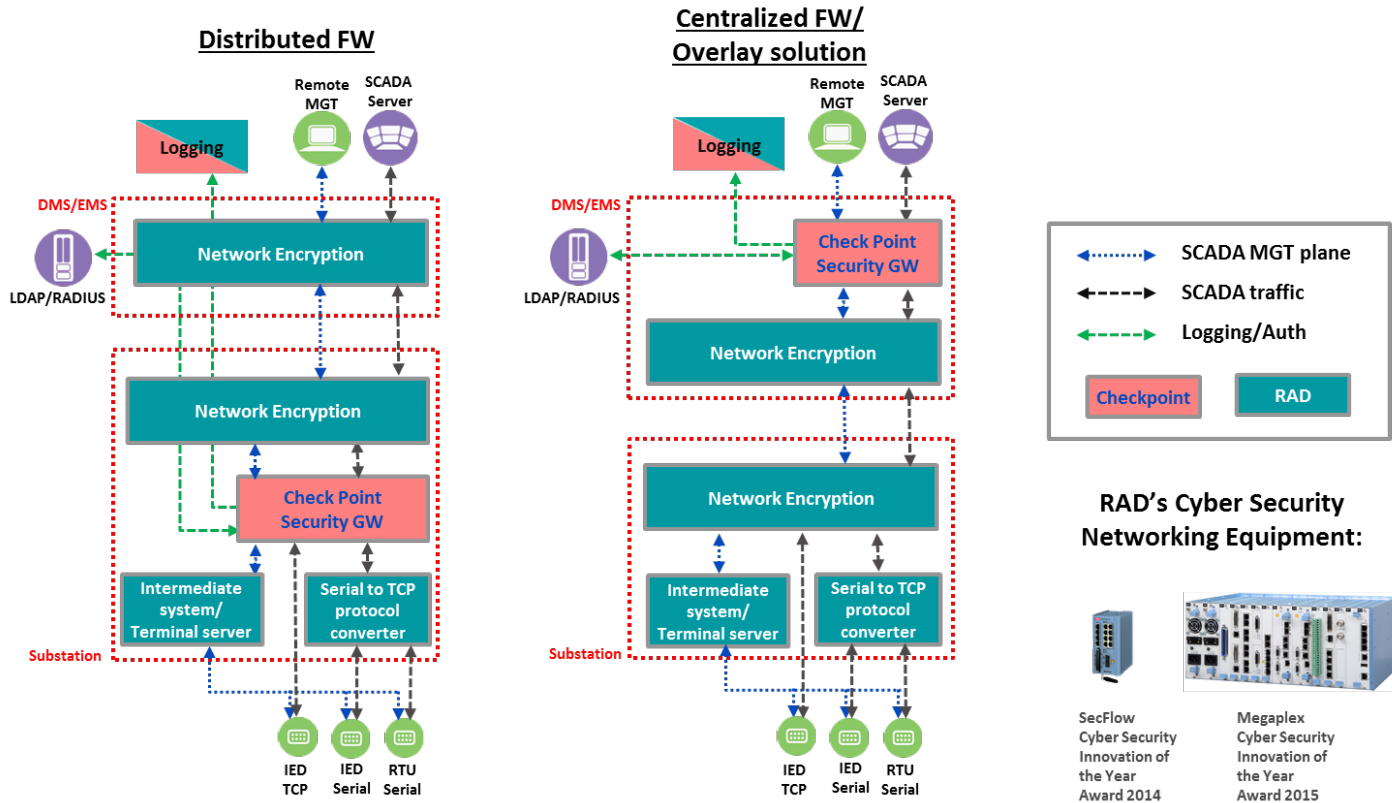 Distributed FW
Remote
MGT
SCADA
Server
Logging
DMS/EMS
Network Encryption
LDAP/RADIUS
Network Encryption
Check Point
Security GW
Intermediate
system/
Terminal server
Serial to TCP
protocol
converter
Substation
IED
TCP
IED
Serial
RTU
Serial
Centralized FW/
Overlay solution
Remote
MGT
SCADA
Server
Logging
DMS/EMS
Check Point
Security GW
LDAP/RADIUS
Network Encryption
Network Encryption
Intermediate
system/
Terminal server
Serial to TCP
protocol
converter
Substation
IED
TCP
IED
Serial
RTU
Serial
SCADA MGT plane
SCADA traffic
Logging/Auth
Checkpoint
RAD
RAD's Cyber Security
Networking Equipment:
SecFlow
Cyber Security
Innovation of
the Year
Award 2014
Megaplex
Cyber Security
Innovation of
the Year
Award 2015